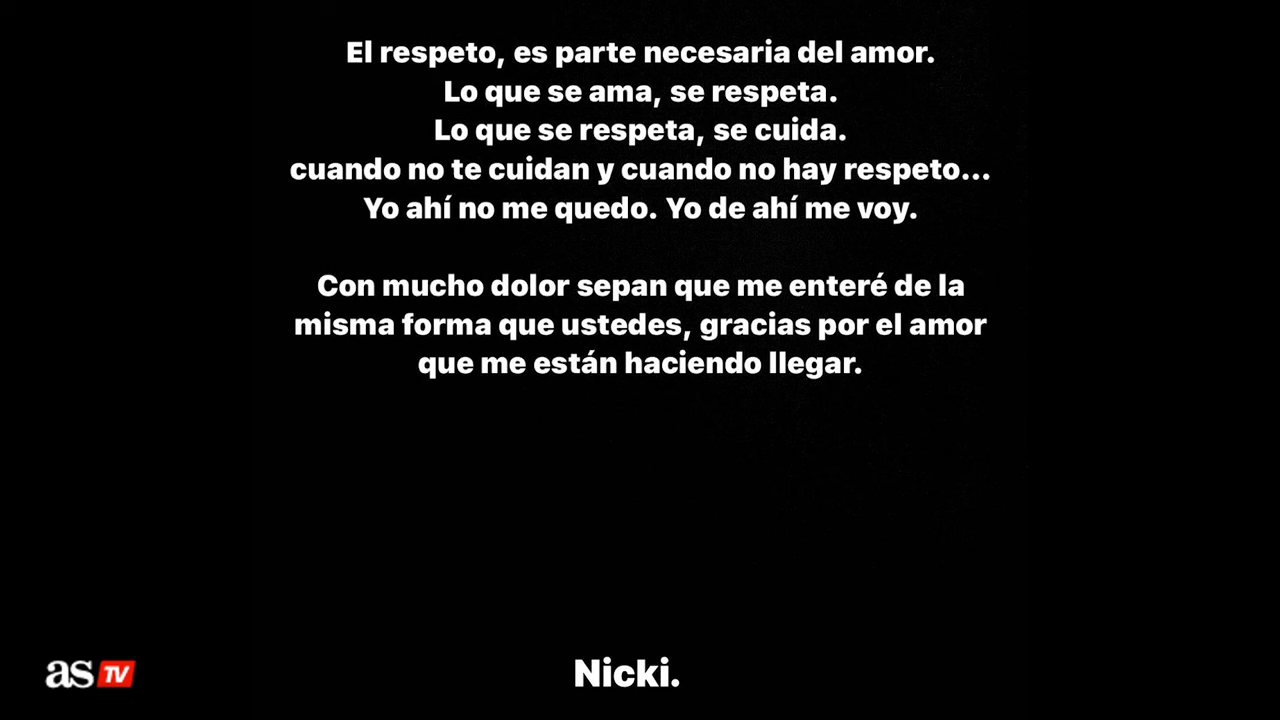 El respeto, es parte necesaria del amor.
Lo que se ama, se respeta.
Lo que se respeta, se cuida.
cuando no te cuidan y cuando no hay respeto...
Yo ahí no me quedo. Yo de ahí me voy.
Con mucho dolor sepan que me enteré de la
misma forma que ustedes, gracias por el amor
que me están haciendo llegar.
Nicki.
as TV